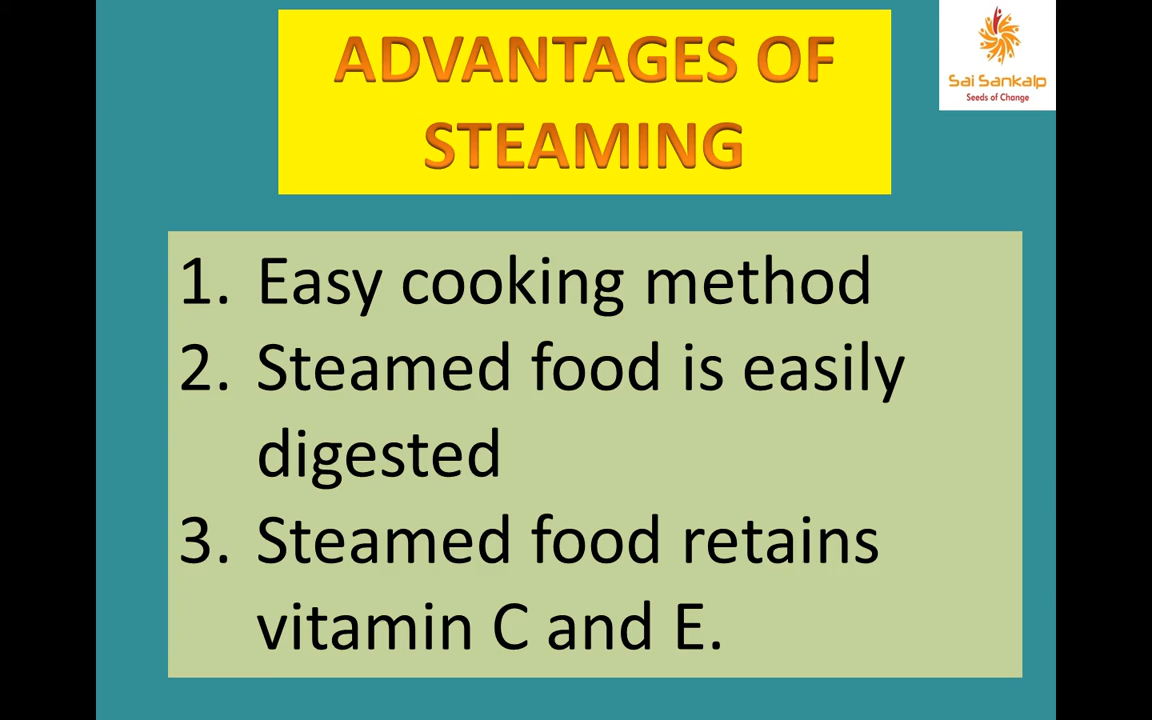 ADVANTAGES OF
STEAMING
Sai Sankalp
Seeds of Change
1. Easy cooking method
2. Steamed food is easily
digested
3. Steamed food retains
vitamin C and E.